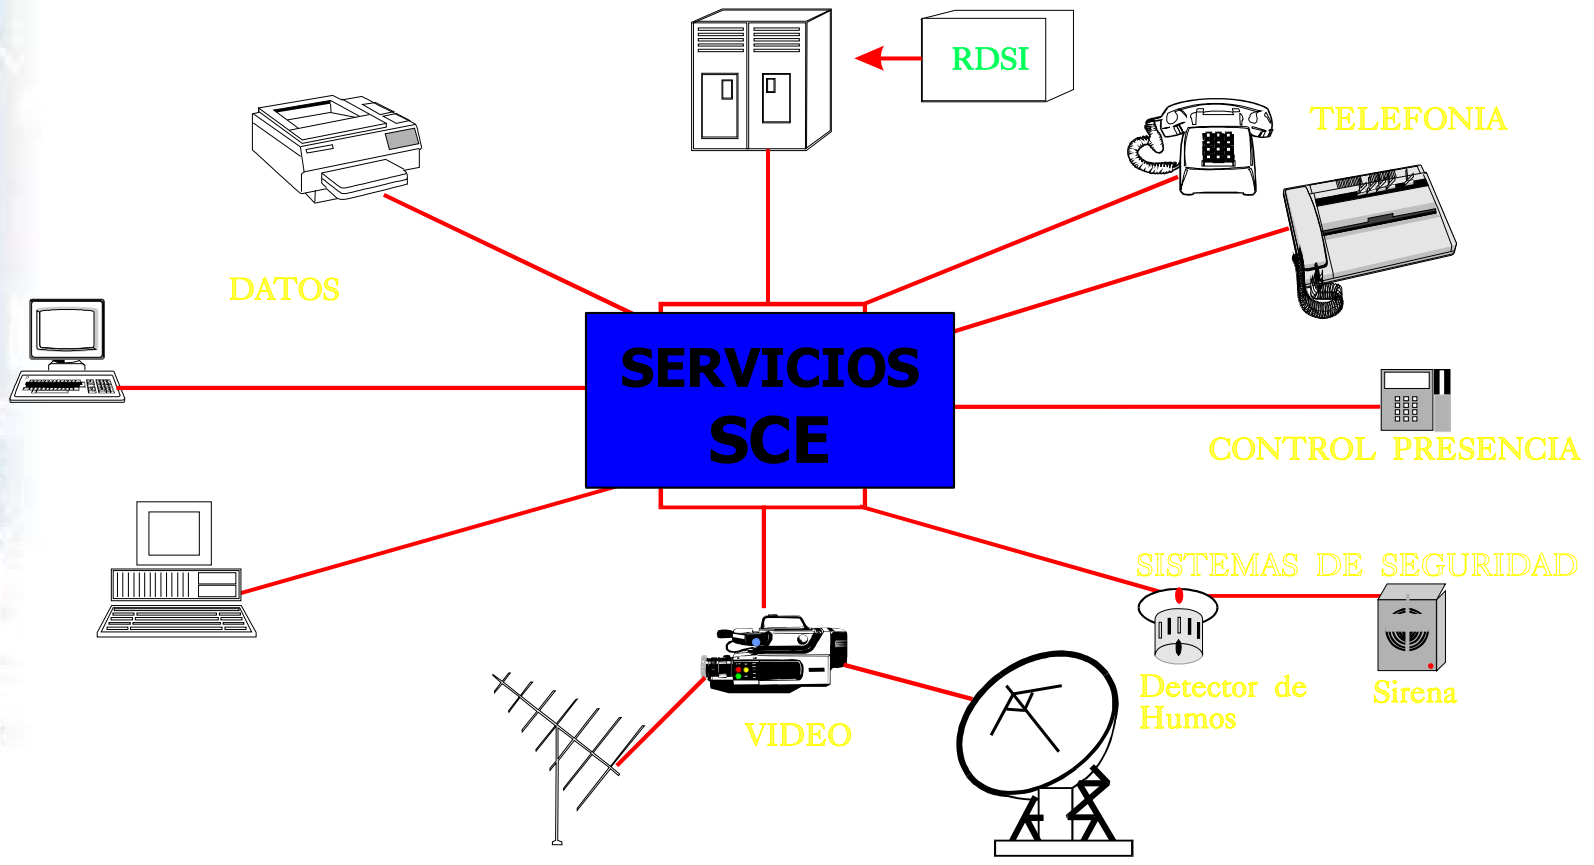 RDSI
TELEFONIA
DATOS
SERVICIOS
SCE
CONTROL PRESENCIA
SISTEMAS DE SEGURIDAD
Detector de
Humos
Sirena
VIDEO